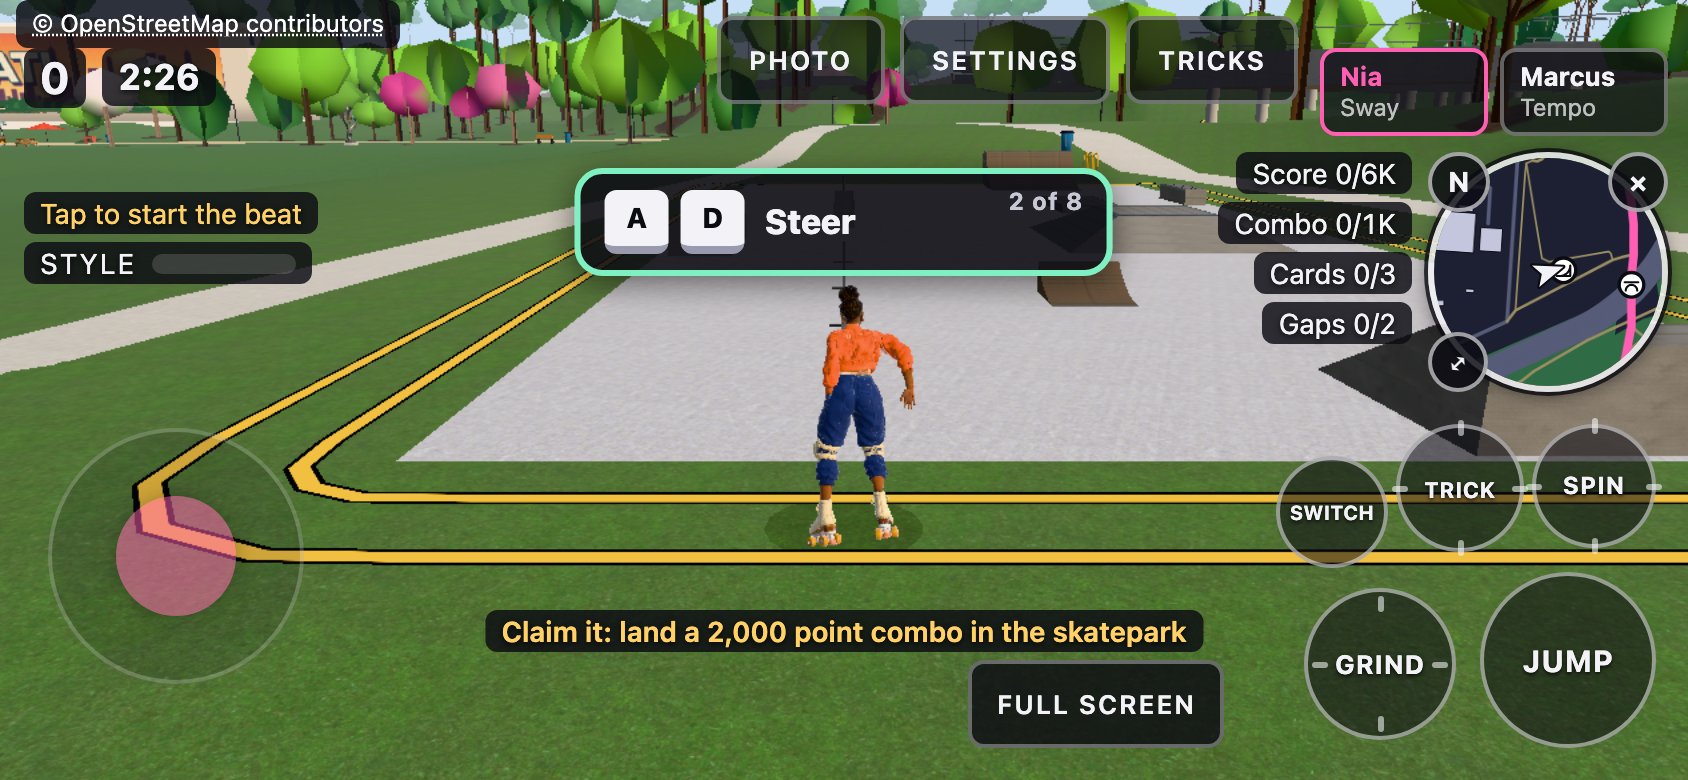 © OpenStreetMap contributors
0
2:26
PHOTO
SETTINGS
TRICKS
Nia
Sway
Marcus
Tempo
Tap to start the beat
STYLE
A
D
Steer
2 of 8
Score 0/6K
Combo 0/1K
Cards 0/3
Gaps 0/2
N
2
SWITCH
TRICK
SPIN
GRIND
JUMP
Claim it: land a 2,000 point combo in the skatepark
FULL SCREEN